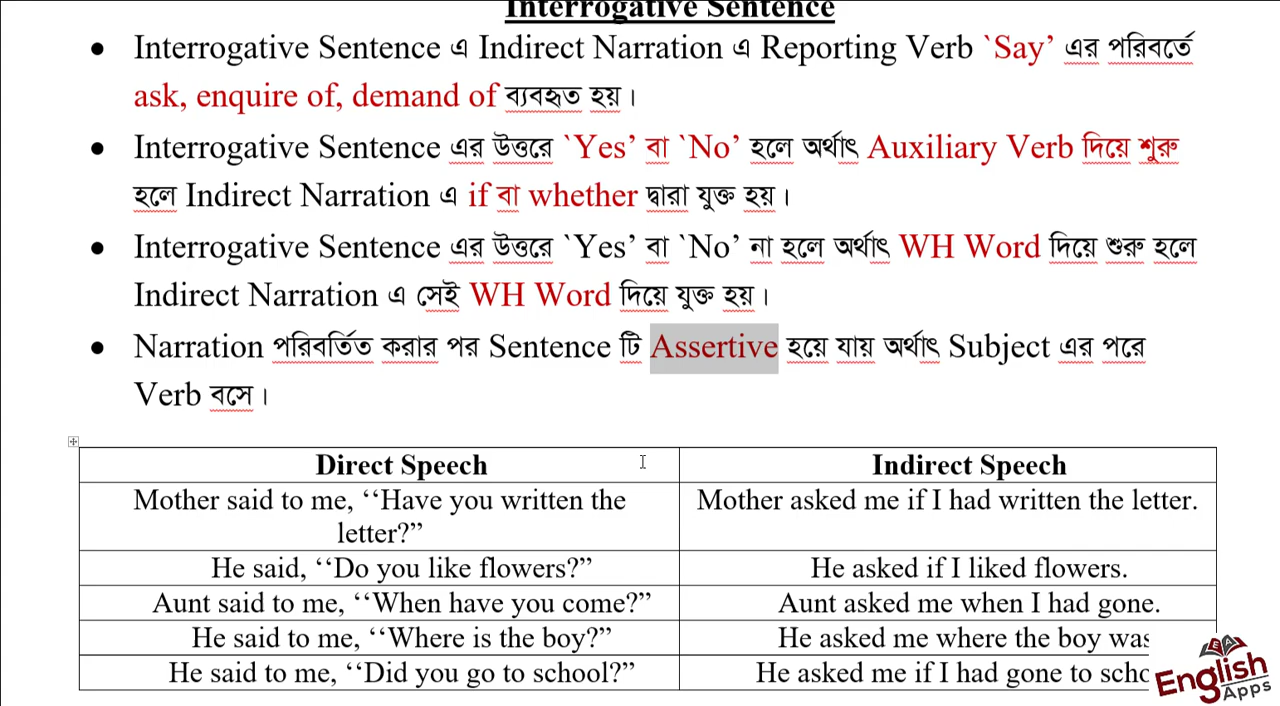 Interrogative Sentence
● Interrogative Sentence এ Indirect Narration এ Reporting Verb `Say’ এর পরিবর্তে
ask, enquire of, demand of ব্যবহৃত হয়।
● Interrogative Sentence এর উত্তরে `Yes’ বা `No’ হলে অর্থাৎ Auxiliary Verb দিয়ে শুরু
হলে Indirect Narration এ if বা whether দ্বারা যুক্ত হয়।
● Interrogative Sentence এর উত্তরে `Yes’ বা `No’ না হলে অর্থাৎ WH Word দিয়ে শুরু হলে
Indirect Narration এ সেই WH Word দিয়ে যুক্ত হয়।
● Narration পরিবর্তিত করার পর Sentence টি Assertive হয়ে যায় অর্থাৎ Subject এর পরে
Verb বসে।
Direct Speech Indirect Speech
Mother said to me, ‘‘Have you written the
letter?” Mother asked me if I had written the letter.
He said, ‘‘Do you like flowers?” He asked if I liked flowers.
Aunt said to me, ‘‘When have you come?” Aunt asked me when I had gone.
He said to me, ‘‘Where is the boy?” He asked me where the boy was
He said to me, ‘‘Did you go to school?” He asked me if I had gone to scho
English
Apps